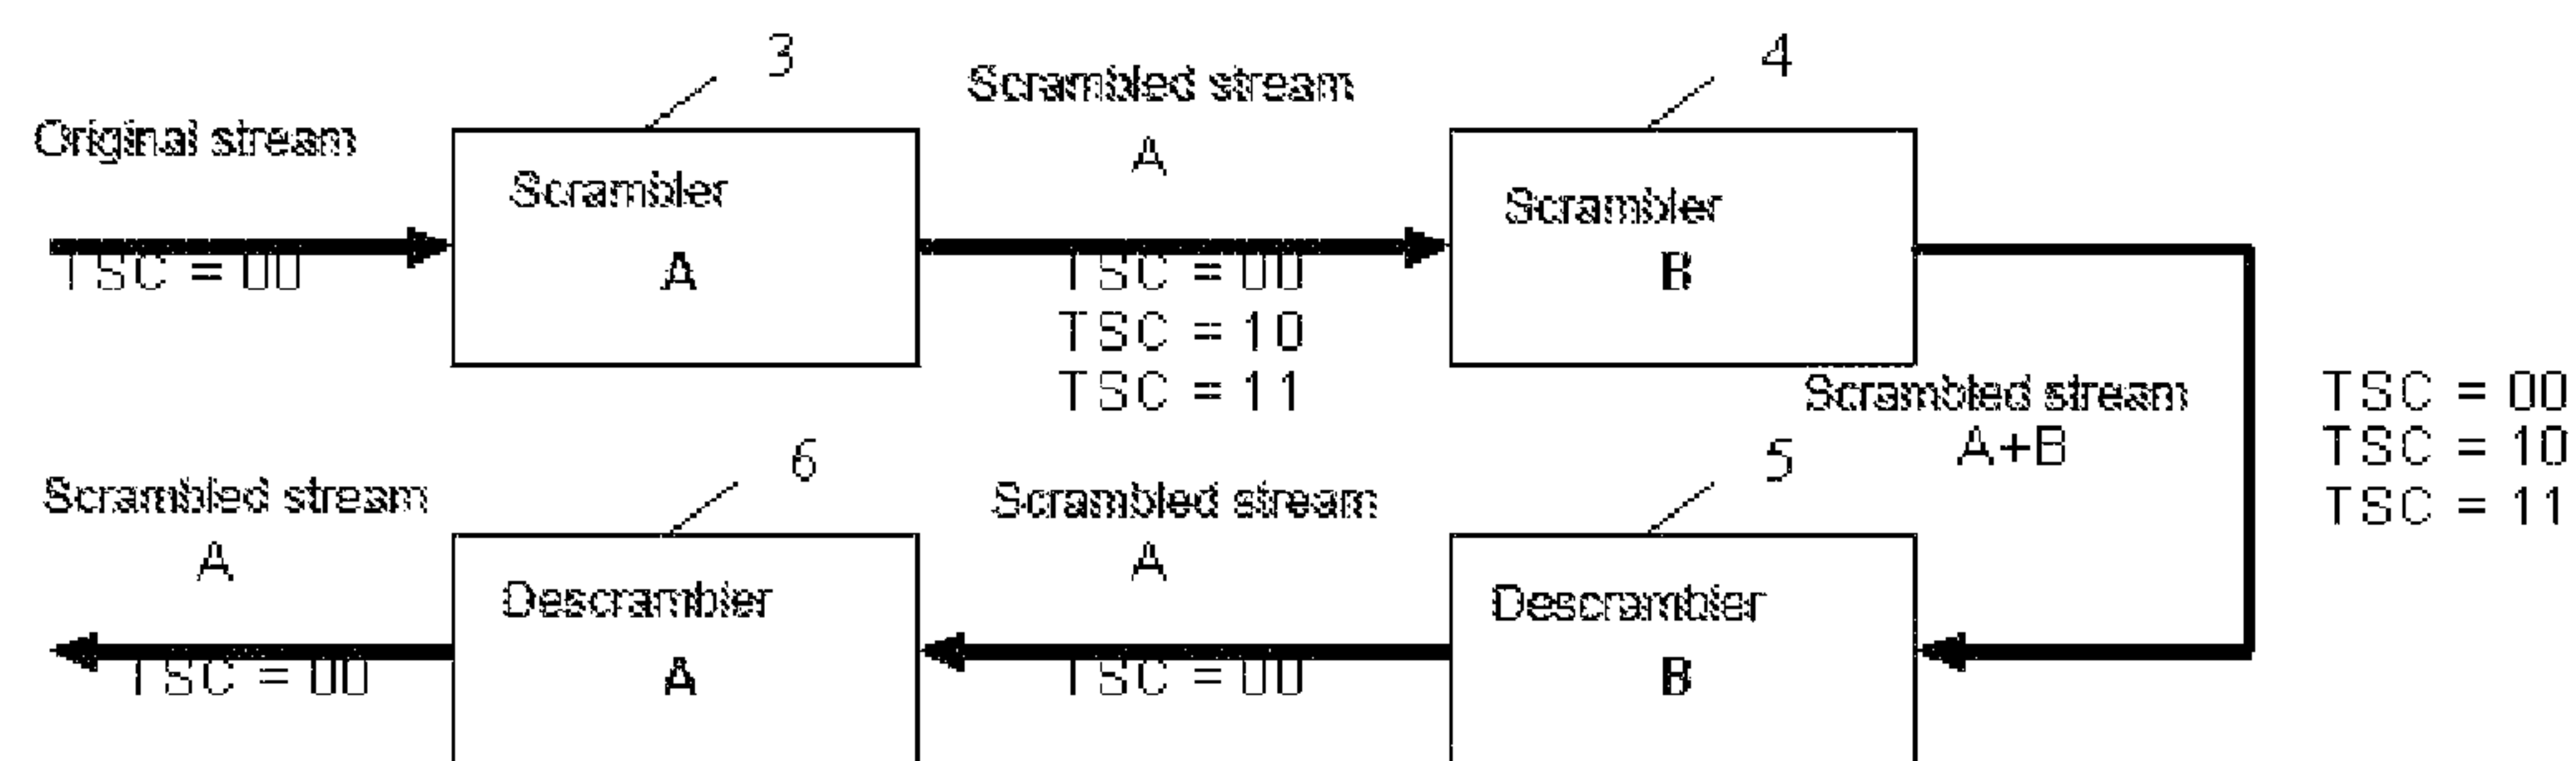 3
Scrambled stream
A
4
Original stream
Scrambler
A
Scrambler
B
TSC = 00
TSC = 00
TSC = 10
TSC = 11
Scrambled stream
A+B
TSC = 00
TSC = 10
TSC = 11
6
Scrambled stream
A
5
Scrambled stream
A
Descrambler
A
Descrambler
B
TSC = 00
TSC = 00